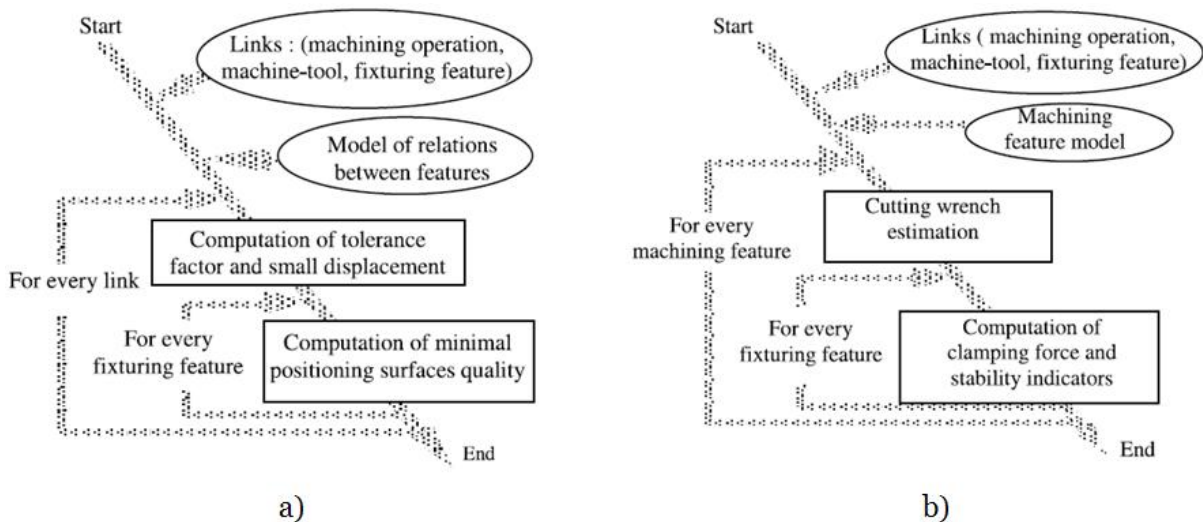 Start
Links : (machining operation,
machine-tool, fixturing feature)
Model of relations
between features
Computation of tolerance
factor and small displacement
For every link
For every
fixturing feature
Computation of minimal
positioning surfaces quality
End
a)
Start
Links ( machining operation,
machine-tool, fixturing feature)
Machining
feature model
For every
machining feature
Cutting wrench
estimation
For every
fixturing feature
Computation of
clamping force and
stability indicators
End
b)